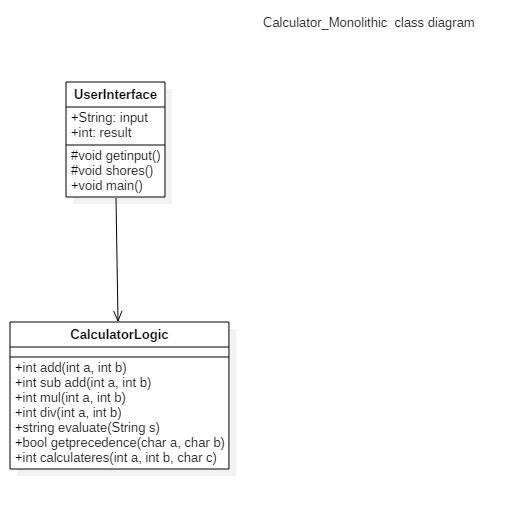 Calculator_Monolithic class diagram
UserInterface
+String: input
+int: result
#void getinput()
#void shores()
+void main()
CalculatorLogic
+int add(int a, int b)
+int sub add(int a, int b)
+int mul(int a, int b)
+int div(int a, int b)
+string evaluate(String s)
+bool getprecedence(char a, char b)
+int calculateres(int a, int b, char c)